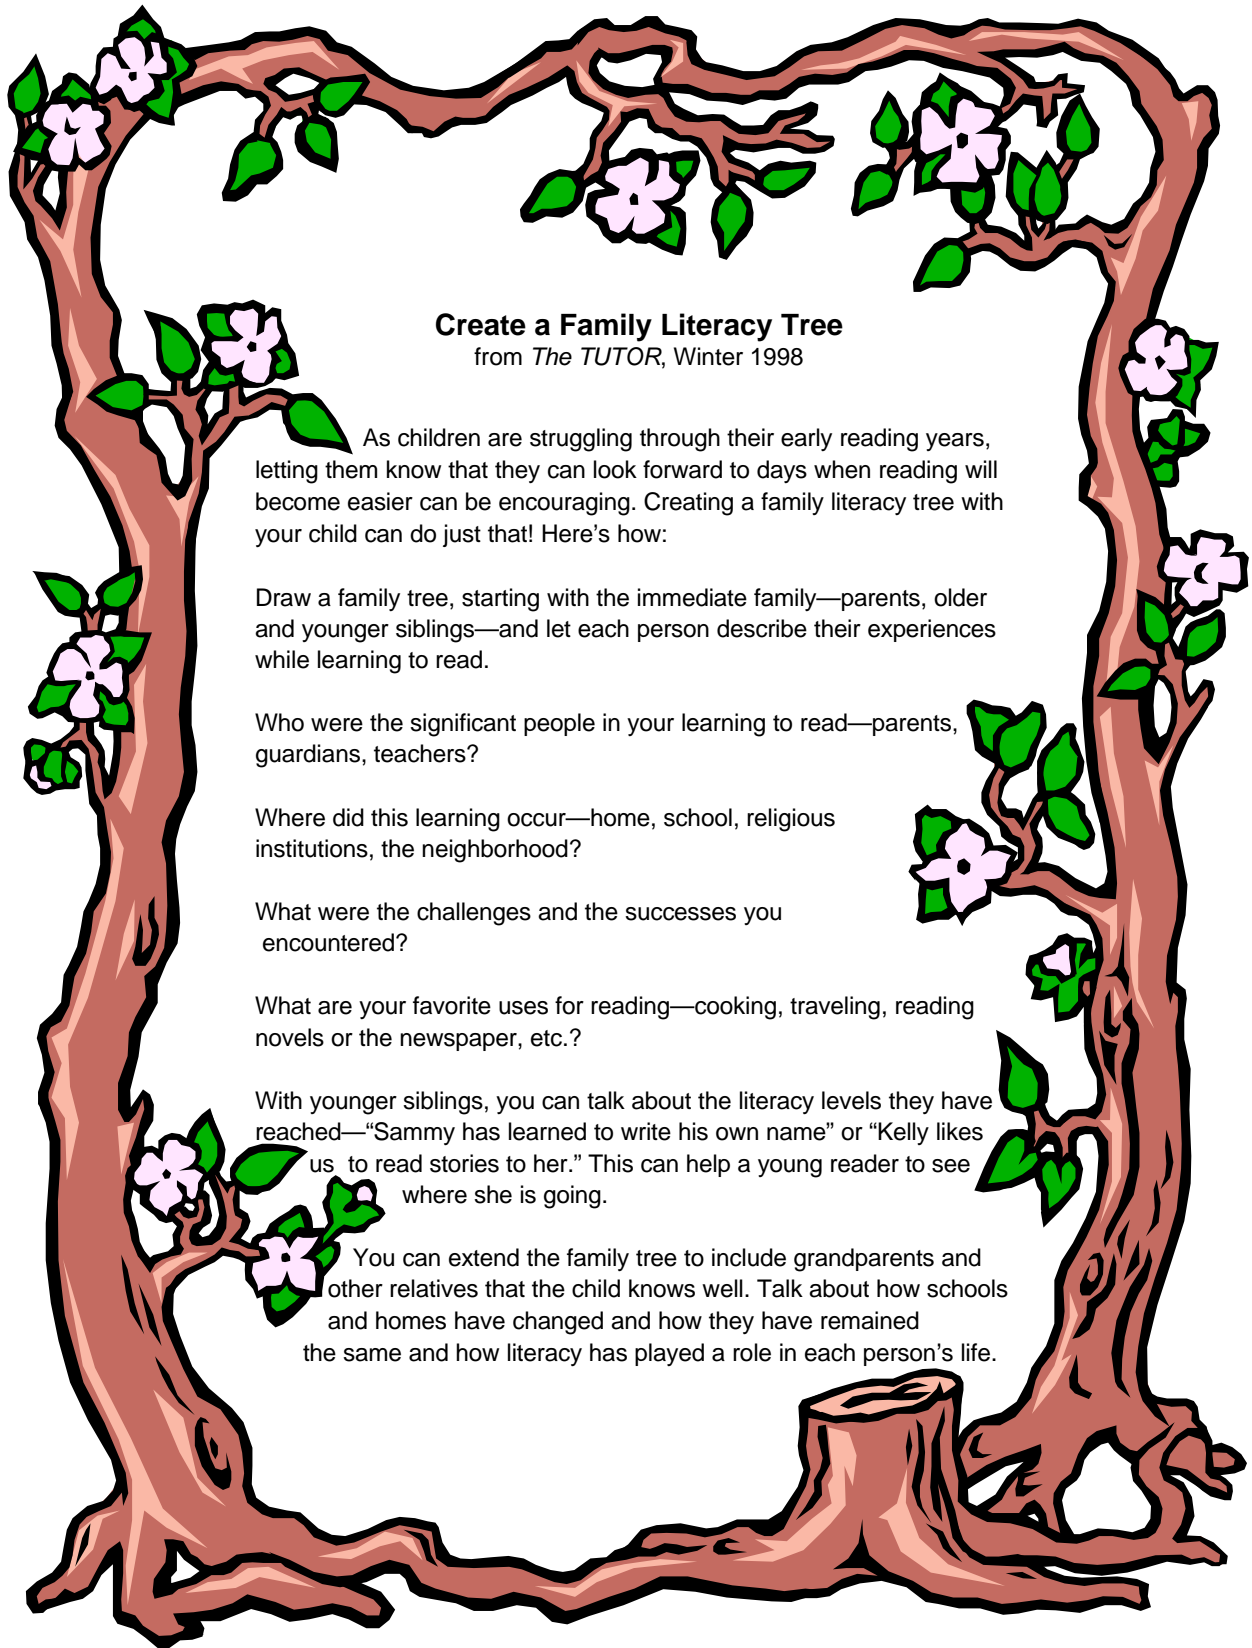 Create a Family Literacy Tree
from The TUTOR, Winter 1998
As children are struggling through their early reading years,
letting them know that they can look forward to days when reading will
become easier can be encouraging. Creating a family literacy tree with
your child can do just that! Here’s how:
Draw a family tree, starting with the immediate family—parents, older
and younger siblings—and let each person describe their experiences
while learning to read.
Who were the significant people in your learning to read—parents,
guardians, teachers?
Where did this learning occur—home, school, religious
institutions, the neighborhood?
What were the challenges and the successes you
encountered?
What are your favorite uses for reading—cooking, traveling, reading
novels or the newspaper, etc.?
With younger siblings, you can talk about the literacy levels they have
reached—“Sammy has learned to write his own name” or “Kelly likes
us to read stories to her.” This can help a young reader to see
where she is going.
You can extend the family tree to include grandparents and
other relatives that the child knows well. Talk about how schools
and homes have changed and how they have remained
the same and how literacy has played a role in each person’s life.